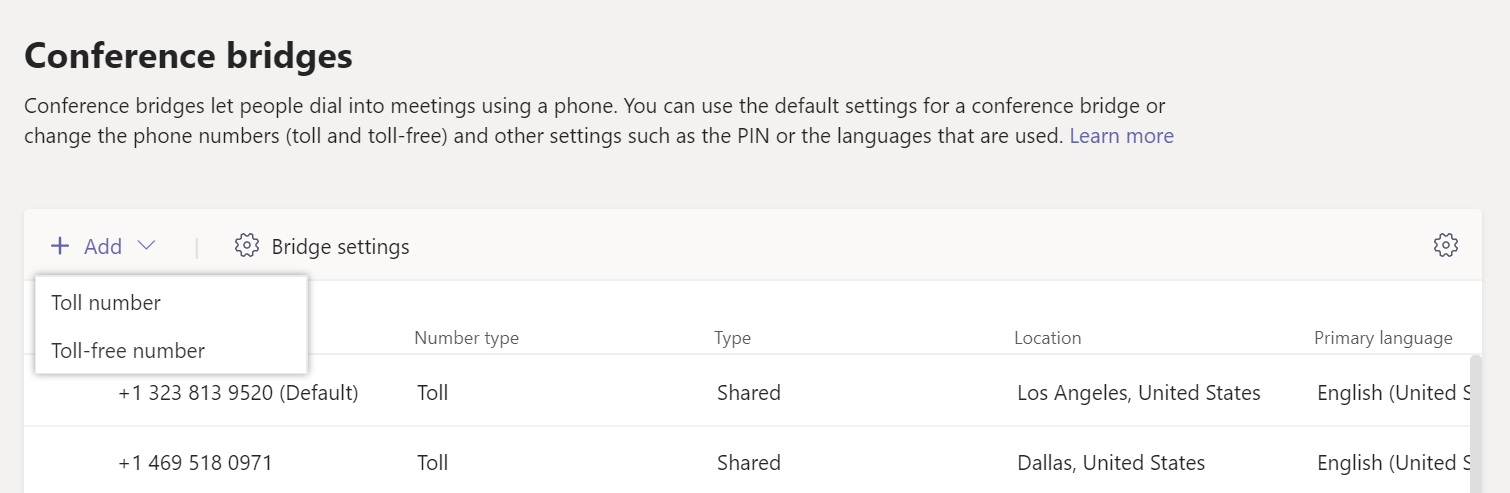 Conference bridges
Conference bridges let people dial into meetings using a phone. You can use the default settings for a conference bridge or
change the phone numbers (toll and toll-free) and other settings such as the PIN or the languages that are used. Learn more
Add | Bridge settings
Toll number
Toll-free number
Number type Type Location Primary language
+1 323 813 9520 (Default) Toll Shared Los Angeles, United States English (United S
+1 469 518 0971 Toll Shared Dallas, United States English (United S